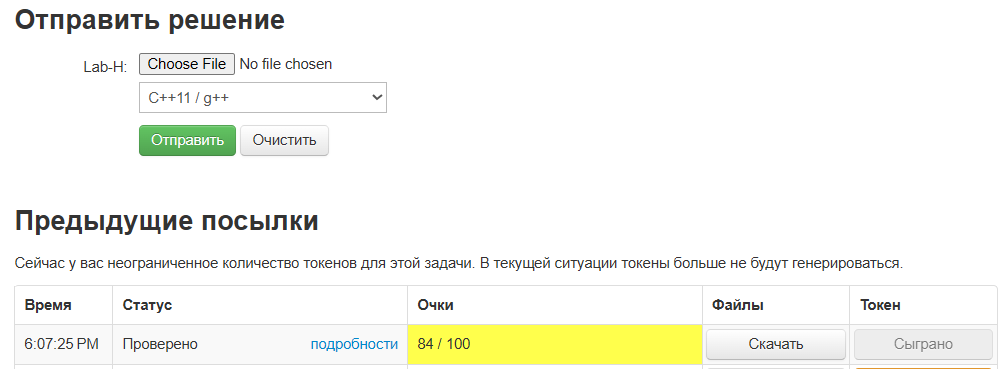 Отправить решение
Lab-H: Choose File No file chosen
C++11 / g++
Отправить Очистить
Предыдущие посылки
Сейчас у вас неограниченное количество токенов для этой задачи. В текущей ситуации токены больше не будут генерироваться.
Время Статус Очки Файлы Токен
6:07:25 PM Проверено подробности 84 / 100 Скачать Сыграно